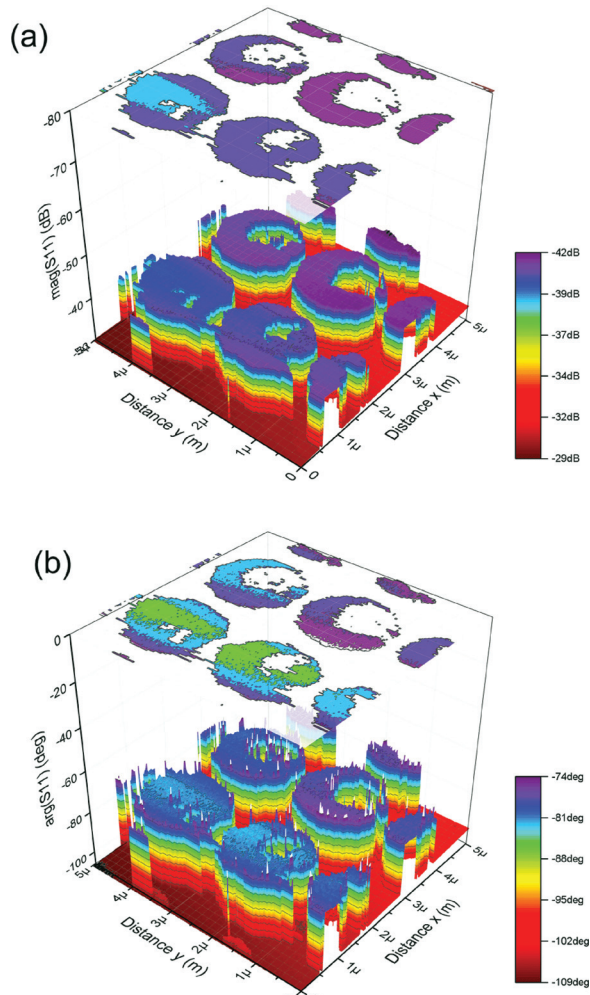 (a)
-80
-70
-60
-50
-40
meg(S11) (dB)
4µ
3µ
2µ
1µ
0
Distance y (m)
0
1µ
2µ
3µ
4µ
5µ
Distance x (m)
-42dB
-39dB
-37dB
-34dB
-32dB
-29dB
(b)
0
-20
-40
-60
-80
-100
arg(S11) (deg)
5µ
4µ
3µ
2µ
1µ
Distance y (m)
1µ
2µ
3µ
4µ
5µ
Distance x (m)
-74deg
-81deg
-88deg
-95deg
-102deg
-109deg